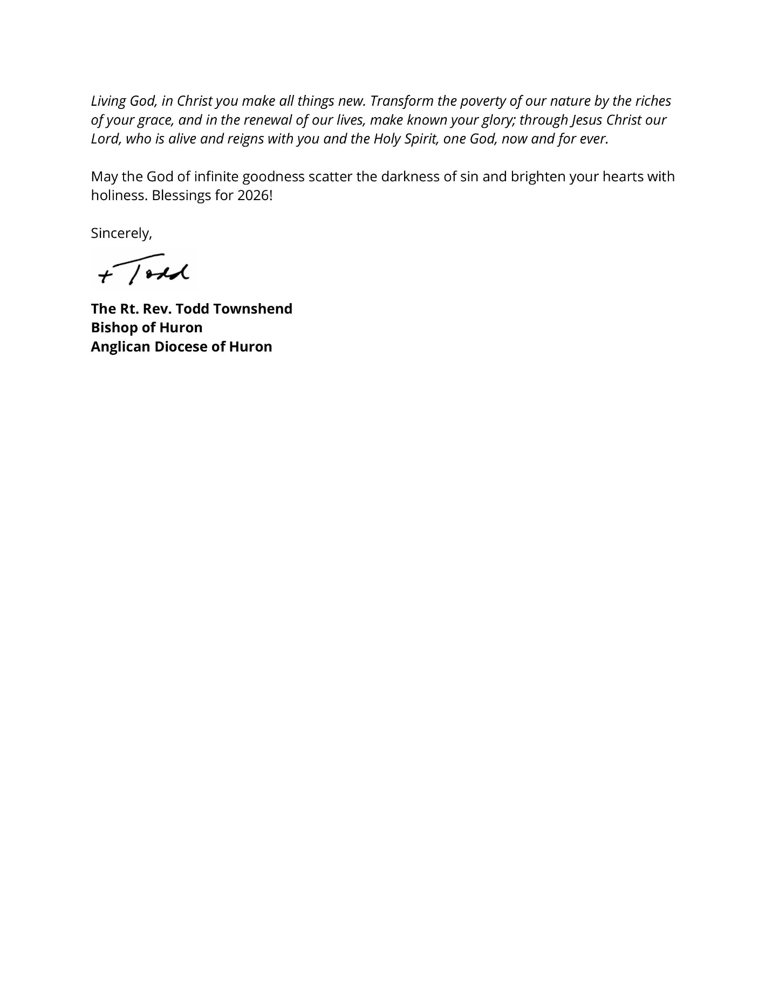 Living God, in Christ you make all things new. Transform the poverty of our nature by the riches
of your grace, and in the renewal of our lives, make known your glory; through Jesus Christ our
Lord, who is alive and reigns with you and the Holy Spirit, one God, now and for ever.
May the God of infinite goodness scatter the darkness of sin and brighten your hearts with
holiness. Blessings for 2026!
Sincerely,
+ Todd
The Rt. Rev. Todd Townshend
Bishop of Huron
Anglican Diocese of Huron